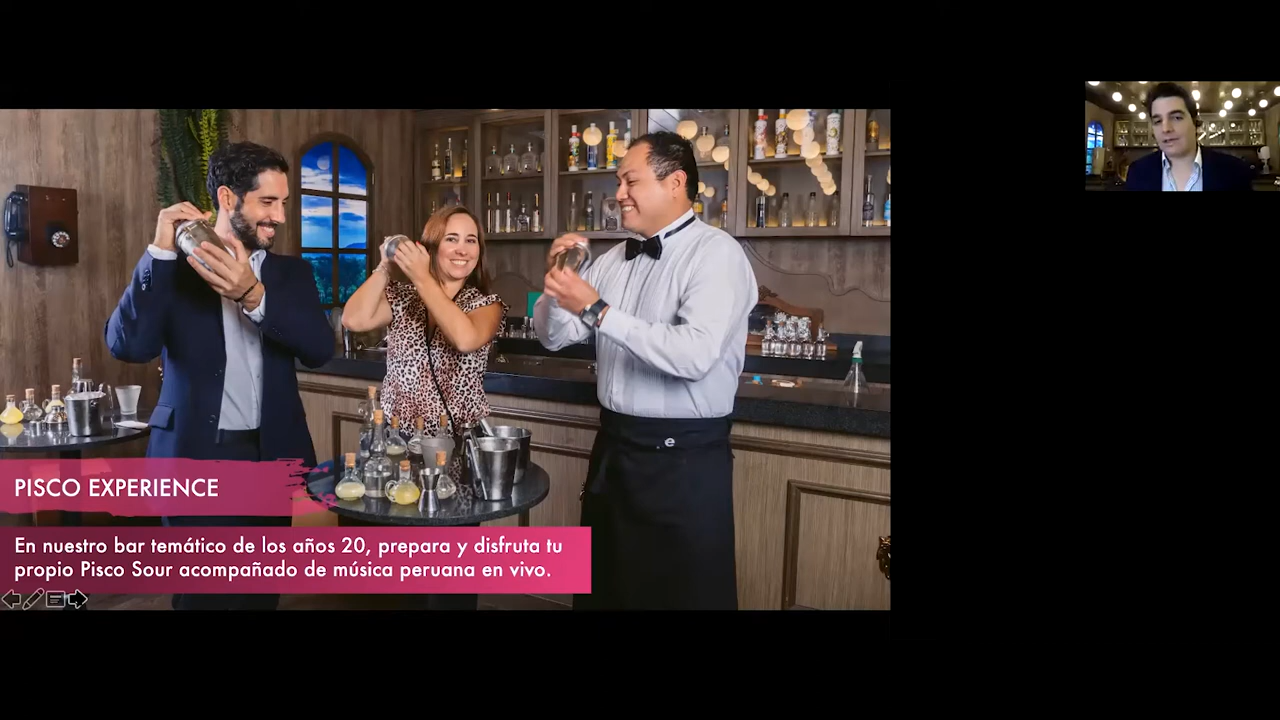 e
PISCO EXPERIENCE
En nuestro bar temático de los años 20, prepara y disfruta tu
propio Pisco Sour acompañado de música peruana en vivo.